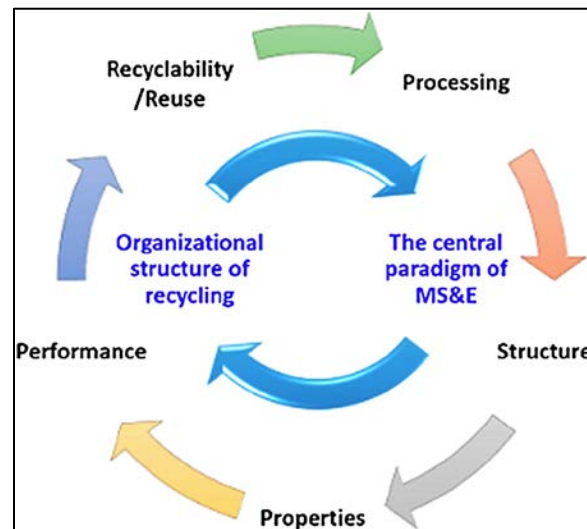 Recyclability
/Reuse
Processing
Organizational
structure of
recycling
The central
paradigm of
MS&E
Performance
Structure
Properties